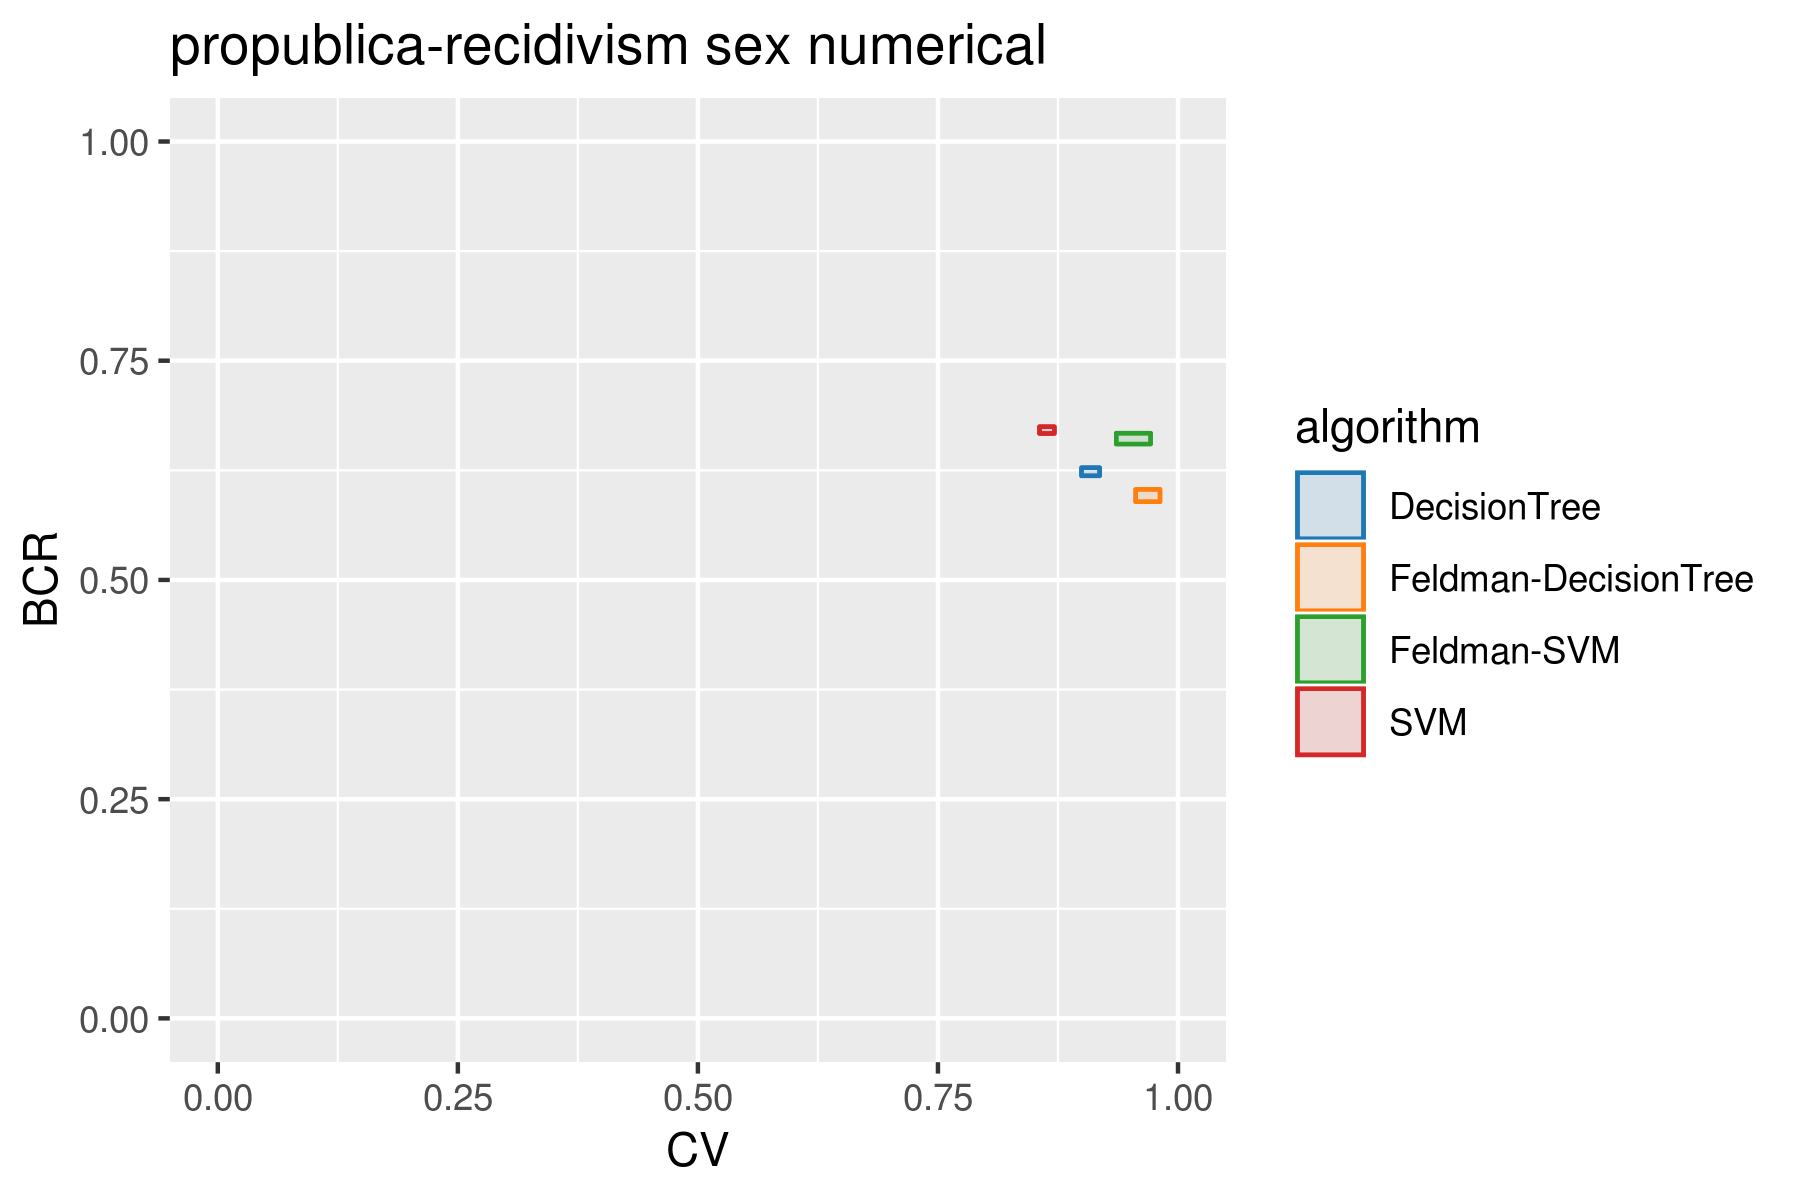 propublica-recidivism sex numerical
1.00
0.75
0.50
0.25
0.00
BCR
0.00 0.25 0.50 0.75 1.00
CV
algorithm
DecisionTree
Feldman-DecisionTree
Feldman-SVM
SVM